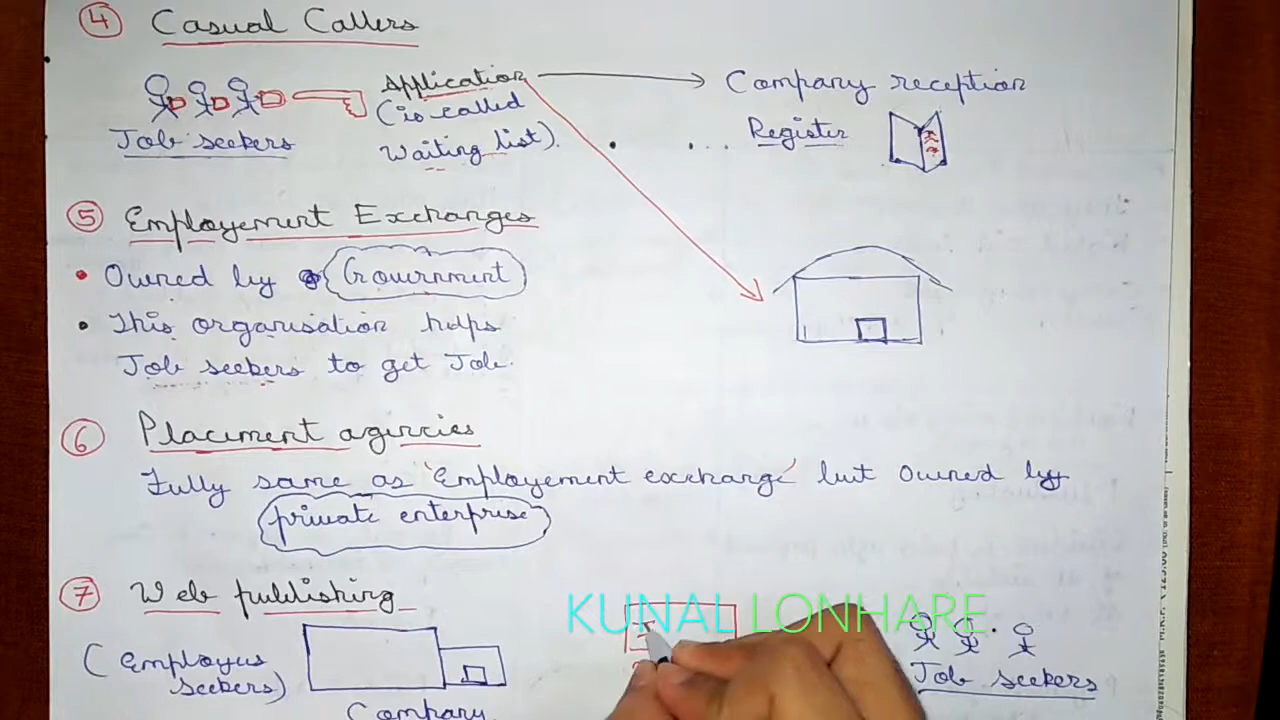 ④ Casual Callers
Application
(is called
Waiting list).
Job seekers
Company reception
Register
⑤ Employement Exchanges
• Owned by Government
• This organisation helps
Job seekers to get Job.
⑥ Placement agencies
Fully same as 'Employement exchange' but owned by
private enterprise
⑦ Web publishing
(Employees
seekers)
Company
KUNAL LONHARE
Job seekers